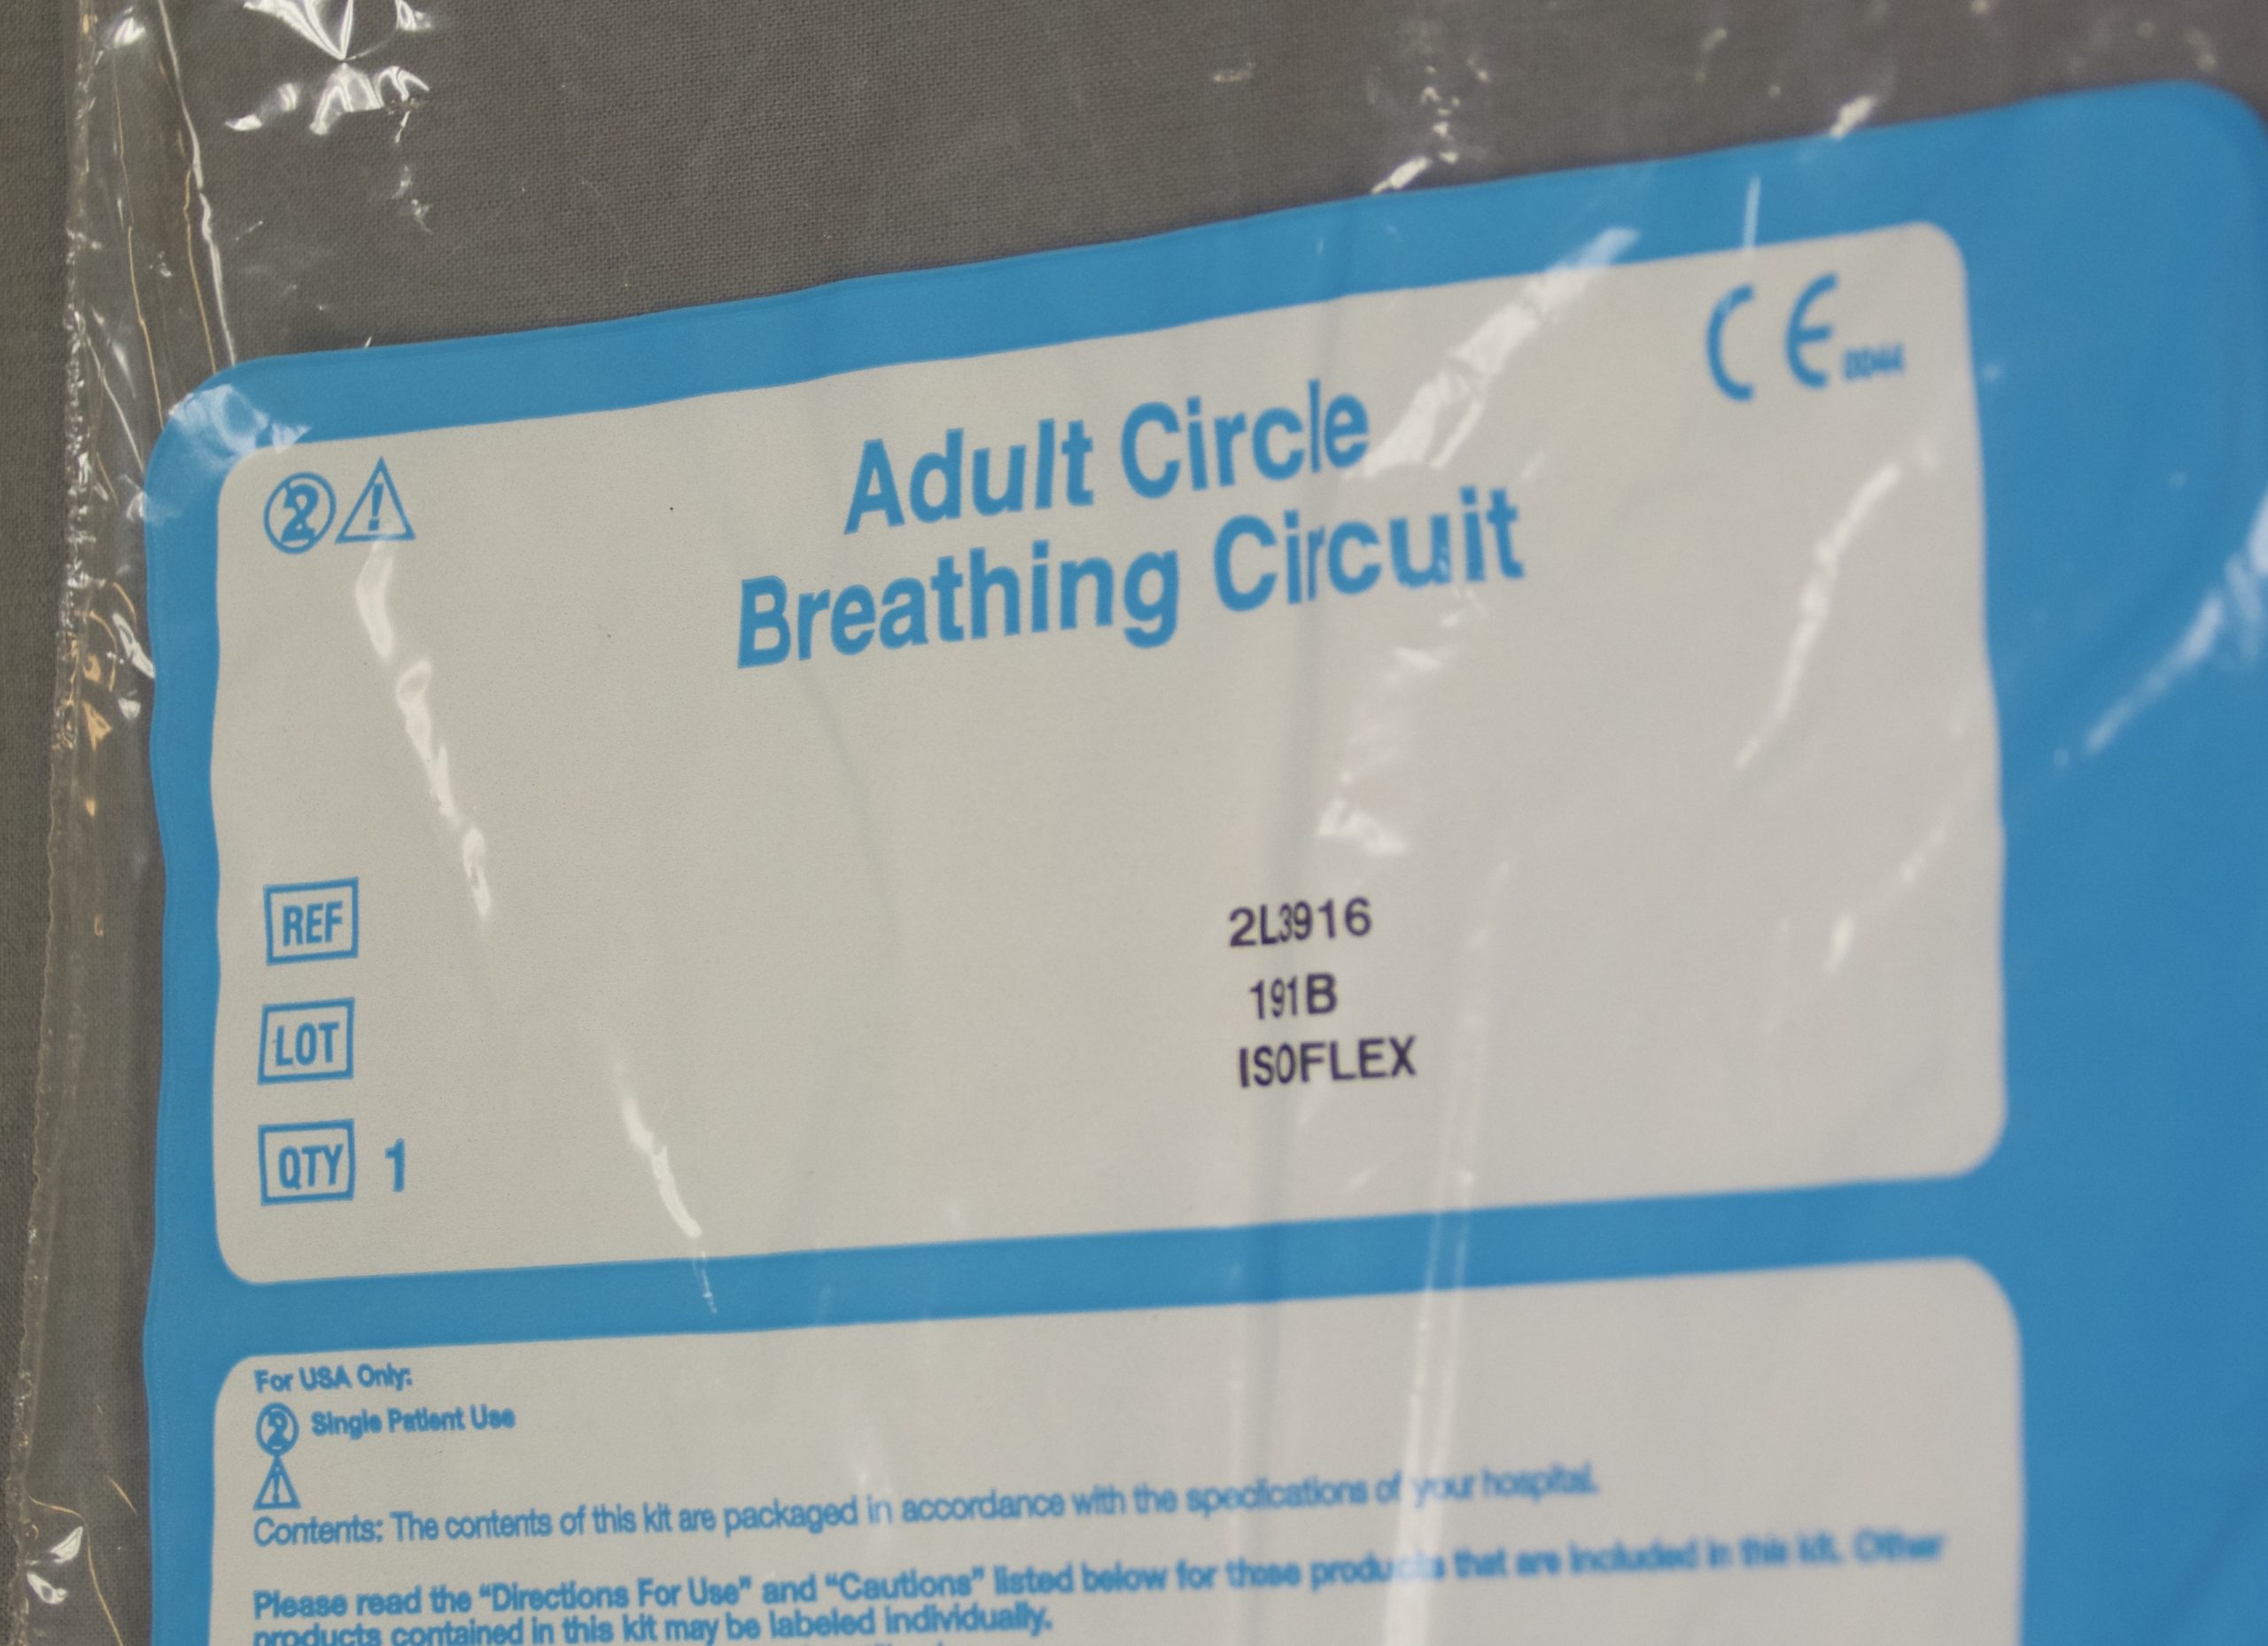 CE 0044
Adult Circle
Breathing Circuit
REF
2L3916
LOT
191B
ISOFLEX
QTY 1
For USA Only:
2 Single Patient Use
!
Contents: The contents of this kit are packaged in accordance with the specifications of your hospital.
Please read the “Directions For Use” and “Cautions” listed below for those products that are included in this kit. Other
products contained in this kit may be labeled individually.